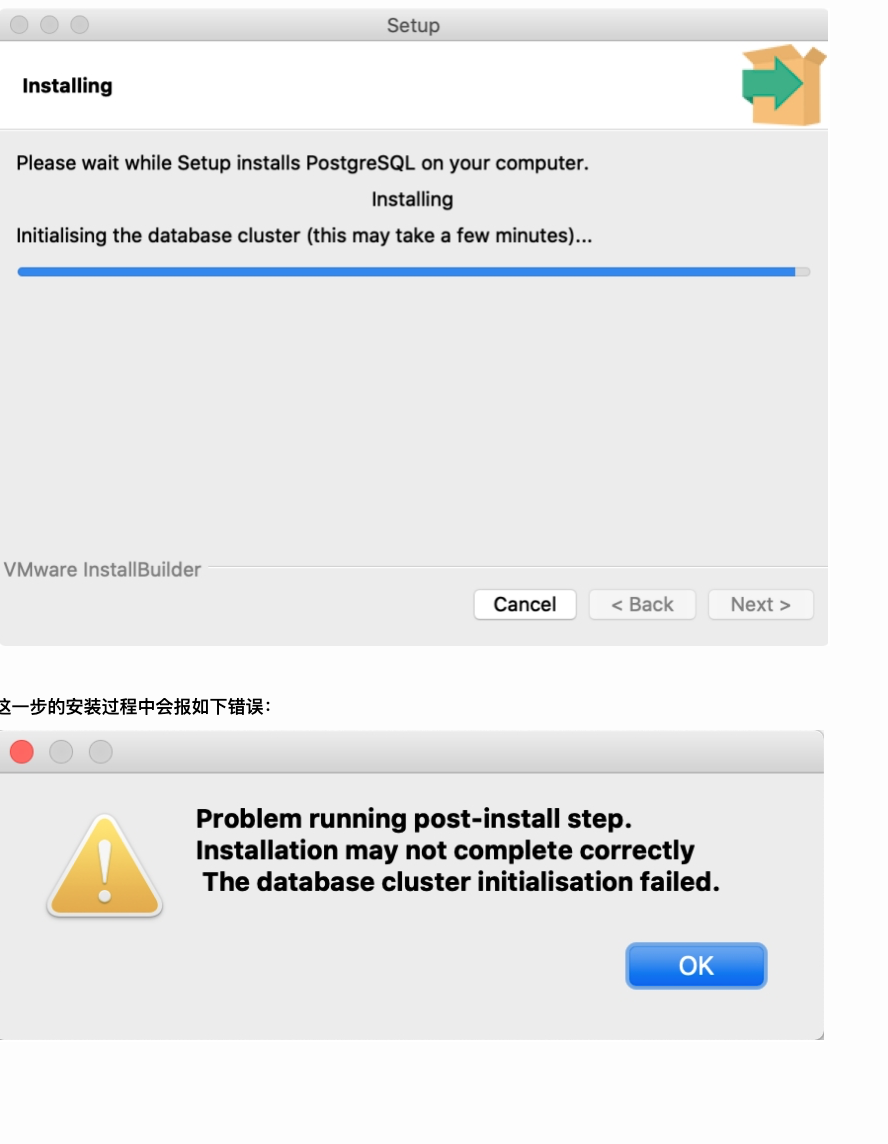 Setup
Installing
Please wait while Setup installs PostgreSQL on your computer.
Installing
Initialising the database cluster (this may take a few minutes)...
VMware InstallBuilder
Cancel
< Back
Next >
这一步的安装过程中会报如下错误：
Problem running post-install step.
Installation may not complete correctly
The database cluster initialisation failed.
OK